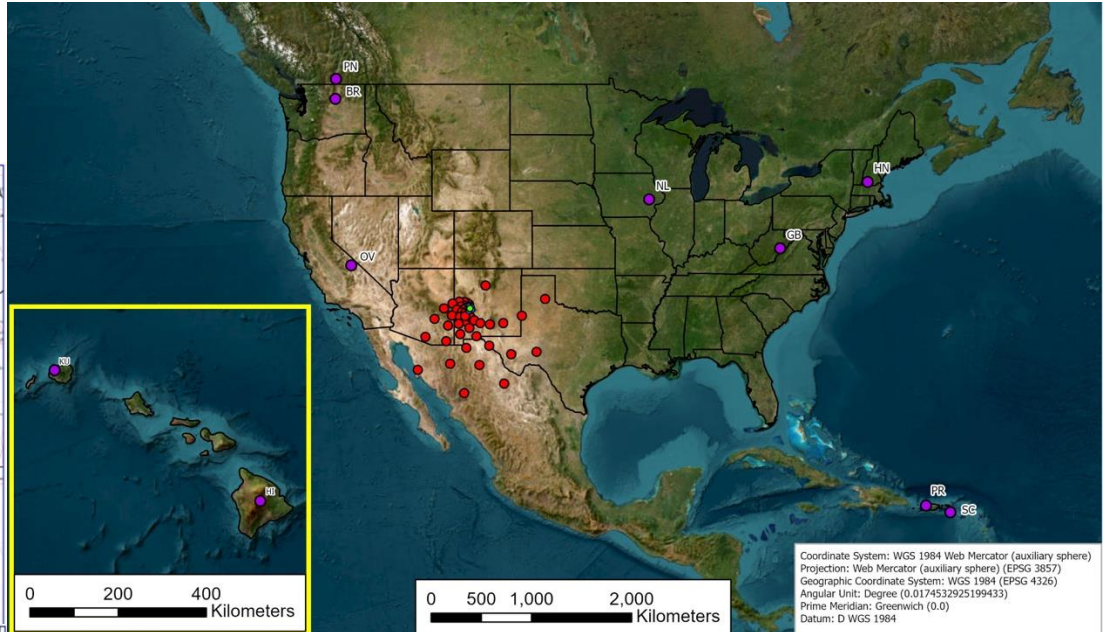 PN
BR
HN
NL
GB
OV
KU
HI
PR
SC
0 200 400
Kilometers
0 500 1,000 2,000
Kilometers
Coordinate System: WGS 1984 Web Mercator (auxiliary sphere)
Projection: Web Mercator (auxiliary sphere) (EPSG 3857)
Geographic Coordinate System: WGS 1984 (EPSG 4326)
Angular Unit: Degree (0.0174532925199433)
Prime Meridian: Greenwich (0.0)
Datum: D WGS 1984